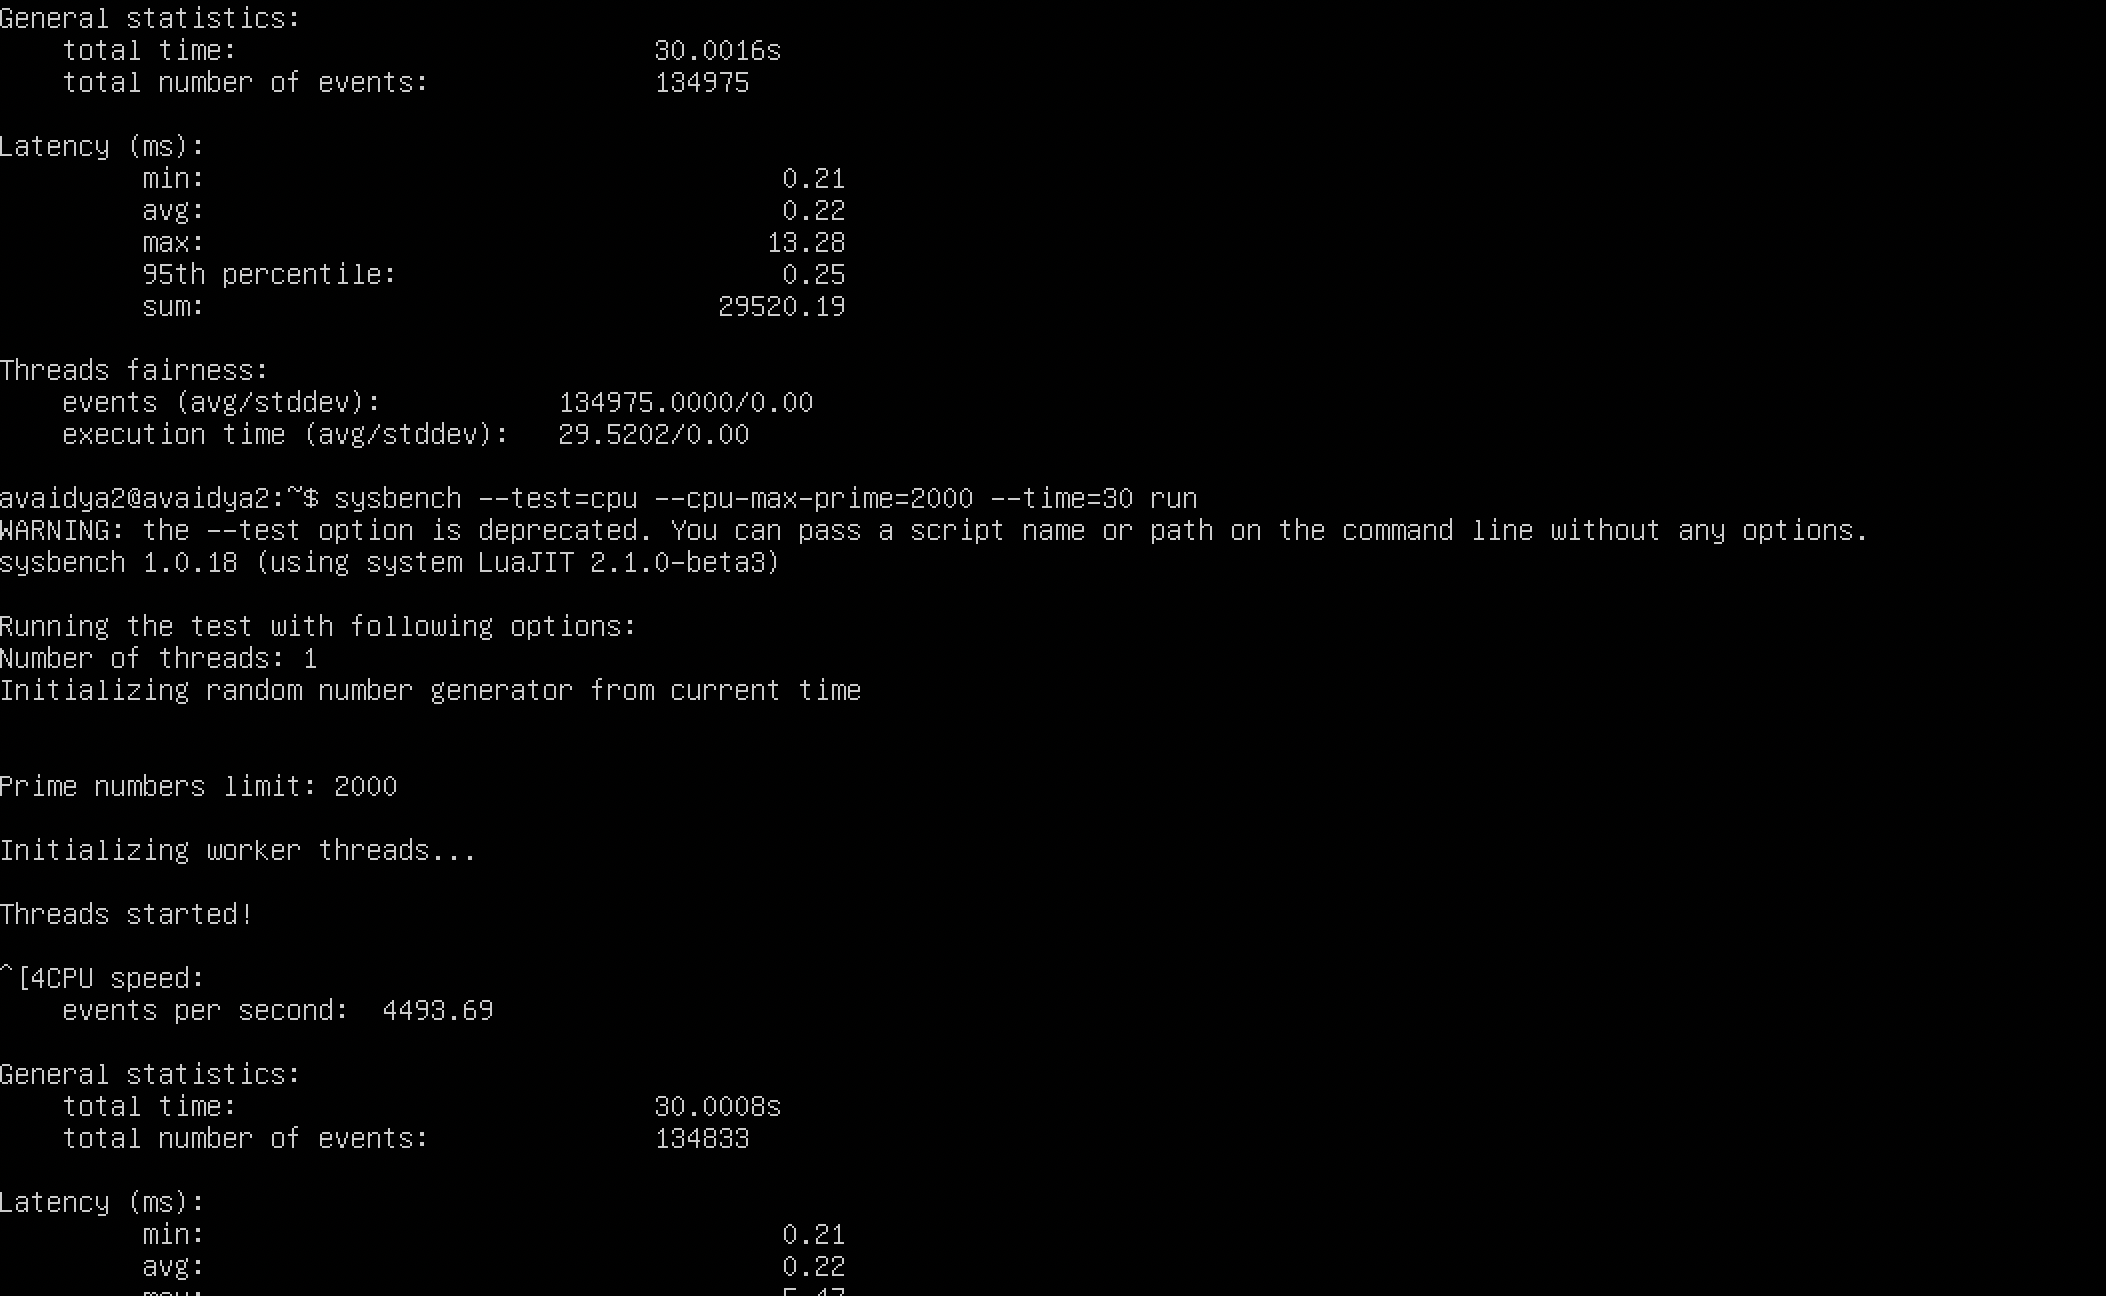 General statistics:
    total time:                          30.0016s
    total number of events:              134975

Latency (ms):
         min:                                    0.21
         avg:                                    0.22
         max:                                   13.28
         95th percentile:                        0.25
         sum:                                29520.19

Threads fairness:
    events (avg/stddev):           134975.0000/0.00
    execution time (avg/stddev):   29.5202/0.00

avaidya2@avaidya2:~$ sysbench --test=cpu --cpu-max-prime=2000 --time=30 run
WARNING: the --test option is deprecated. You can pass a script name or path on the command line without any options.
sysbench 1.0.18 (using system LuaJIT 2.1.0-beta3)

Running the test with following options:
Number of threads: 1
Initializing random number generator from current time


Prime numbers limit: 2000

Initializing worker threads...

Threads started!

^[4CPU speed:
    events per second:  4493.69

General statistics:
    total time:                          30.0008s
    total number of events:              134833

Latency (ms):
         min:                                    0.21
         avg:                                    0.22